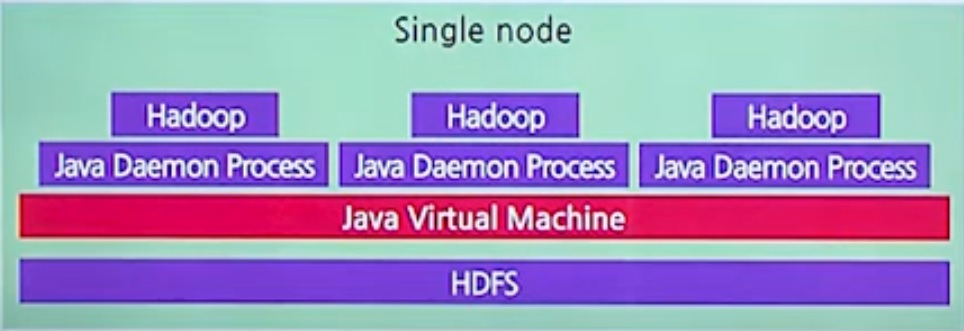 Single node
Hadoop Hadoop Hadoop
Java Daemon Process Java Daemon Process Java Daemon Process
Java Virtual Machine
HDFS